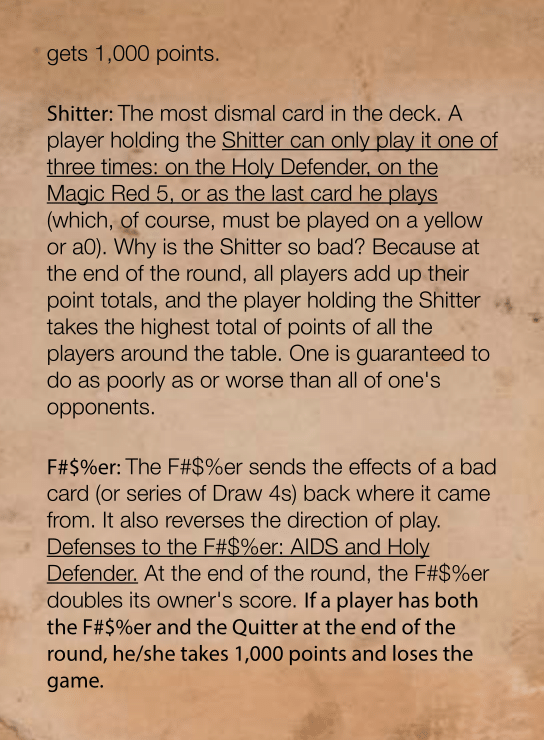 gets 1,000 points.
Shitter: The most dismal card in the deck. A
player holding the Shitter can only play it one of
three times: on the Holy Defender, on the
Magic Red 5, or as the last card he plays
(which, of course, must be played on a yellow
or a0). Why is the Shitter so bad? Because at
the end of the round, all players add up their
point totals, and the player holding the Shitter
takes the highest total of points of all the
players around the table. One is guaranteed to
do as poorly as or worse than all of one's
opponents.
F#$%er: The F#$%er sends the effects of a bad
card (or series of Draw 4s) back where it came
from. It also reverses the direction of play.
Defenses to the F#$%er: AIDS and Holy
Defender. At the end of the round, the F#$%er
doubles its owner's score. If a player has both
the F#$%er and the Quitter at the end of the
round, he/she takes 1,000 points and loses the
game.